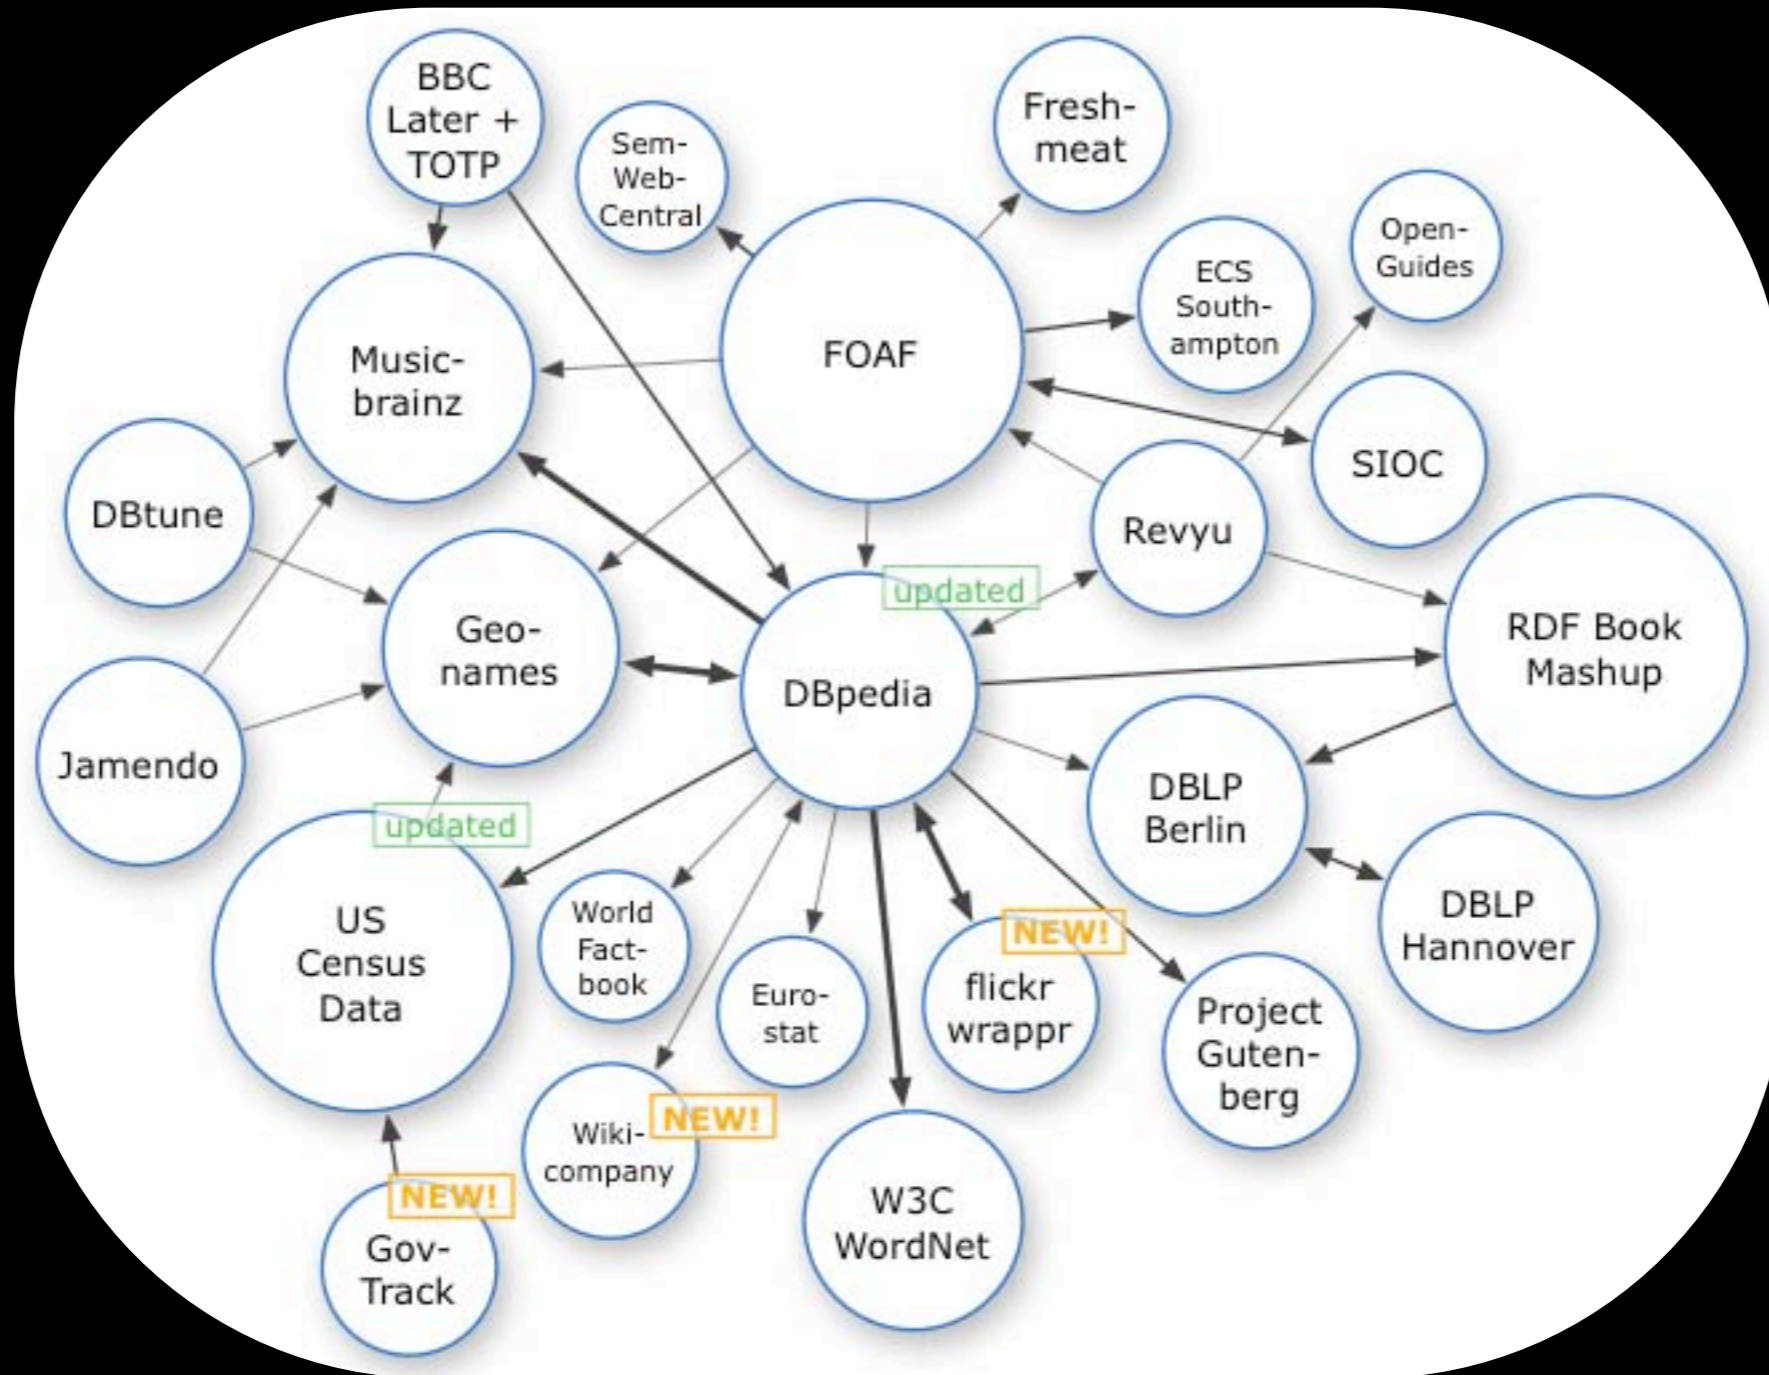 BBC
Later +
TOTP
Sem-
Web-
Central
Fresh-
meat
FOAF
ECS
South-
ampton
Open-
Guides
Music-
brainz
SIOC
DBtune
Revyu
updated
Geo-
names
DBpedia
RDF Book
Mashup
Jamendo
DBLP
Berlin
updated
US
Census
Data
World
Fact-
book
Euro-
stat
NEW!
flickr
wrappr
DBLP
Hannover
Project
Guten-
berg
NEW!
Wiki-
company
W3C
WordNet
NEW!
Gov-
Track